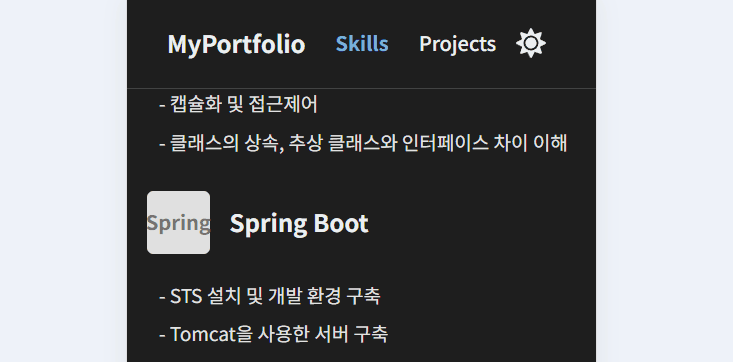 MyPortfolio Skills Projects
- 캡슐화 및 접근제어
- 클래스의 상속, 추상 클래스와 인터페이스 차이 이해
Spring Spring Boot
- STS 설치 및 개발 환경 구축
- Tomcat을 사용한 서버 구축